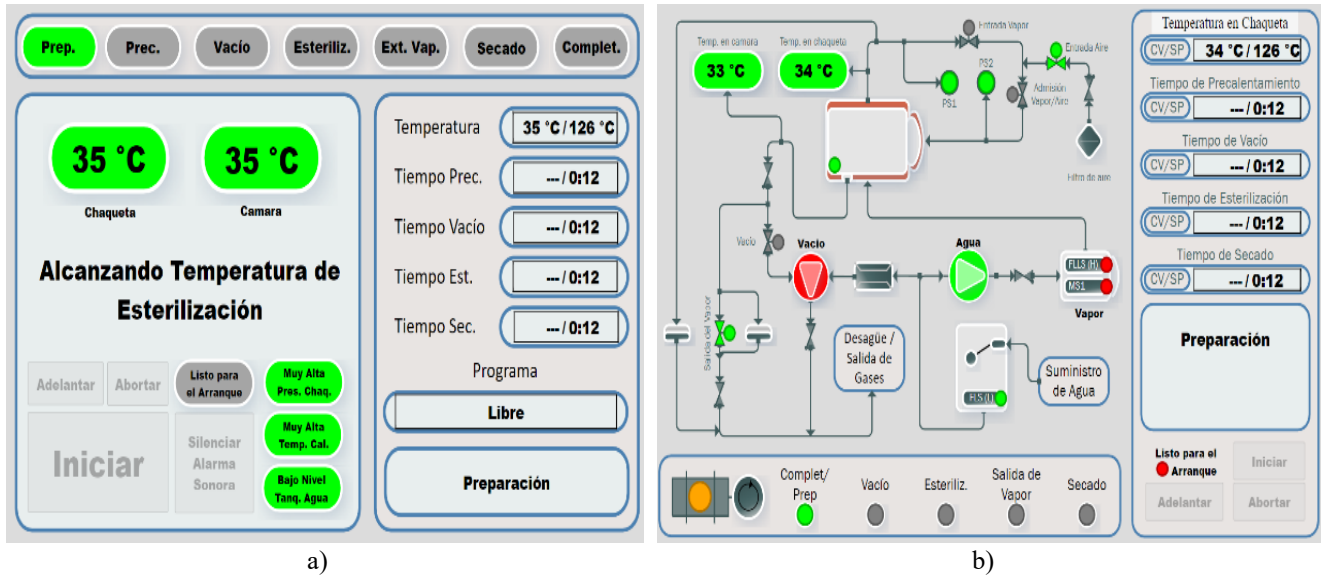 Prep.
Prec.
Vacío
Esteriliz.
Ext. Vap.
Secado
Complet.
35 °C
35 °C
Chaqueta
Camara
Alcanzando Temperatura de
Esterilización
Adelantar
Abortar
Listo para
el Arranque
Muy Alta
Pres. Chaq.
Iniciar
Silenciar
Alarma
Sonora
Muy Alta
Temp. Cal.
Bajo Nivel
Tanq. Agua
Temperatura
35 °C / 126 °C
Tiempo Prec.
--- / 0:12
Tiempo Vacío
--- / 0:12
Tiempo Est.
--- / 0:12
Tiempo Sec.
--- / 0:12
Programa
Libre
Preparación
a)
Temp. en camara
33 °C
Temp. en chaqueta
34 °C
Entrada Vapor
Entrada Aire
PS1
PS2
Admisión
Vapor/Aire
Filtro de aire
Vacío
Vacío
Agua
FLLS (H)
MS1
Vapor
Salida del Vapor
Desagüe /
Salida de
Gases
FLS (L)
Suministro
de Agua
Complet/
Prep
Vacío
Esteriliz.
Salida de
Vapor
Secado
Temperatura en Chaqueta
CV/SP
34 °C / 126 °C
Tiempo de Precalentamiento
CV/SP
--- / 0:12
Tiempo de Vacío
CV/SP
--- / 0:12
Tiempo de Esterilización
CV/SP
--- / 0:12
Tiempo de Secado
CV/SP
--- / 0:12
Preparación
Listo para el
Arranque
Iniciar
Adelantar
Abortar
b)